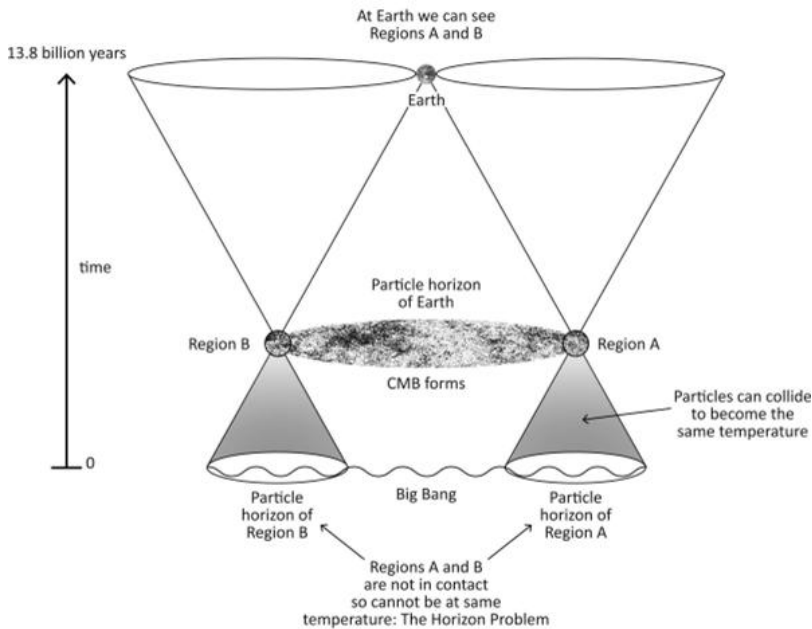 At Earth we can see
Regions A and B
13.8 billion years
Earth
time
Particle horizon
of Earth
Region B
Region A
CMB forms
Particles can collide
to become the
same temperature
0
Big Bang
Particle
horizon of
Region B
Particle
horizon of
Region A
Regions A and B
are not in contact
so cannot be at same
temperature: The Horizon Problem